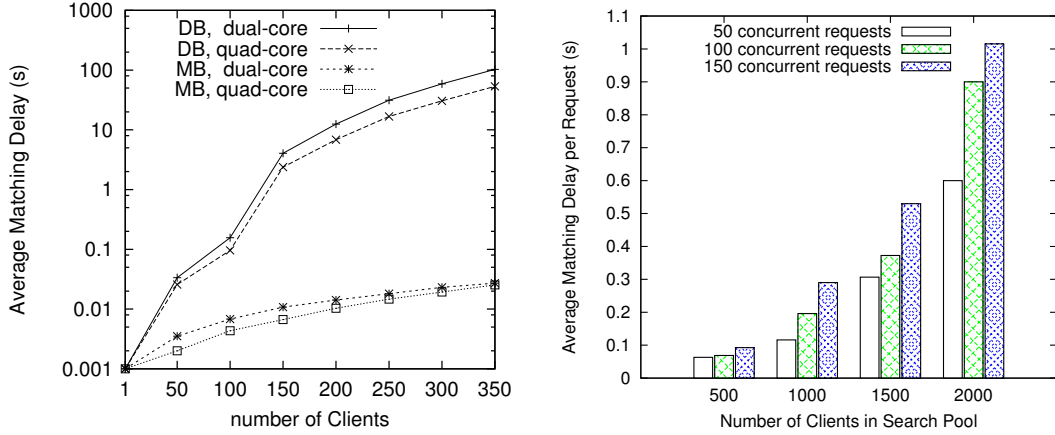 1000
100
10
1
0.1
0.01
0.001
Average Matching Delay (s)
DB, dual-core
DB, quad-core
MB, dual-core
MB, quad-core
1 50 100 150 200 250 300 350
number of Clients
1.1
1
0.9
0.8
0.7
0.6
0.5
0.4
0.3
0.2
0.1
0
Average Matching Delay per Request (s)
50 concurrent requests
100 concurrent requests
150 concurrent requests
500 1000 1500 2000
Number of Clients in Search Pool